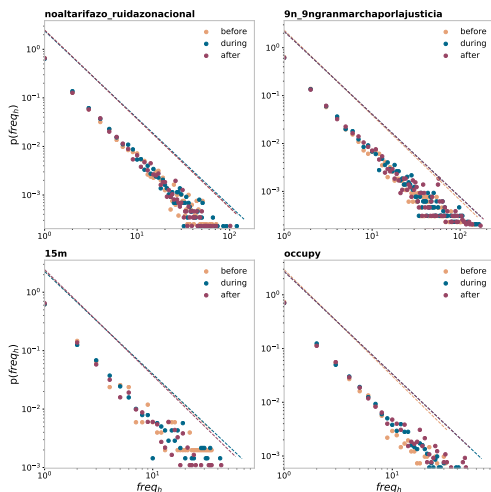 noaltarifazo_ruidazonacional
before
during
after
p(freq_h)
10^0
10^-1
10^-2
10^-3
10^0
10^1
10^2
9n_9ngranmarchaporlajusticia
before
during
after
10^0
10^-1
10^-2
10^-3
10^0
10^1
10^2
15m
before
during
after
p(freq_h)
10^0
10^-1
10^-2
10^-3
10^0
10^1
freq_h
occupy
before
during
after
10^0
10^-1
10^-2
10^-3
10^0
10^1
freq_h